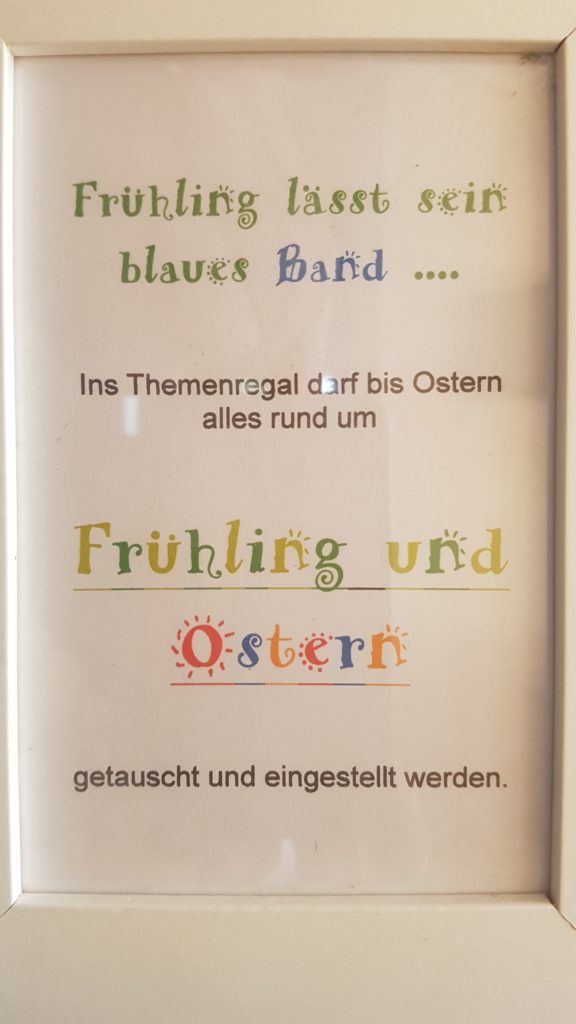 Frühling lässt sein
blaues Band ....
Ins Themenregal darf bis Ostern
alles rund um
Frühling und
Ostern
getauscht und eingestellt werden.